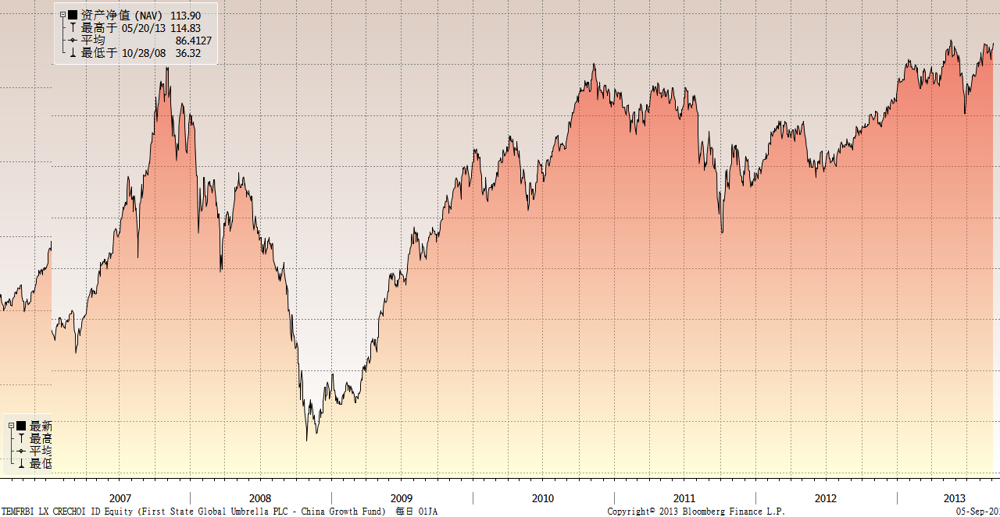 资产净值 (NAV) 113.90
最高于 05/20/13 114.83
平均 86.4127
最低于 10/28/08 36.32
最新
最高
平均
最低
2007 2008 2009 2010 2011 2012 2013
TEMFRBI LX CRECHOI ID Equity (First State Global Umbrella PLC - China Growth Fund) 每日 01JA Copyright© 2013 Bloomberg Finance L.P. 05-Sep-201